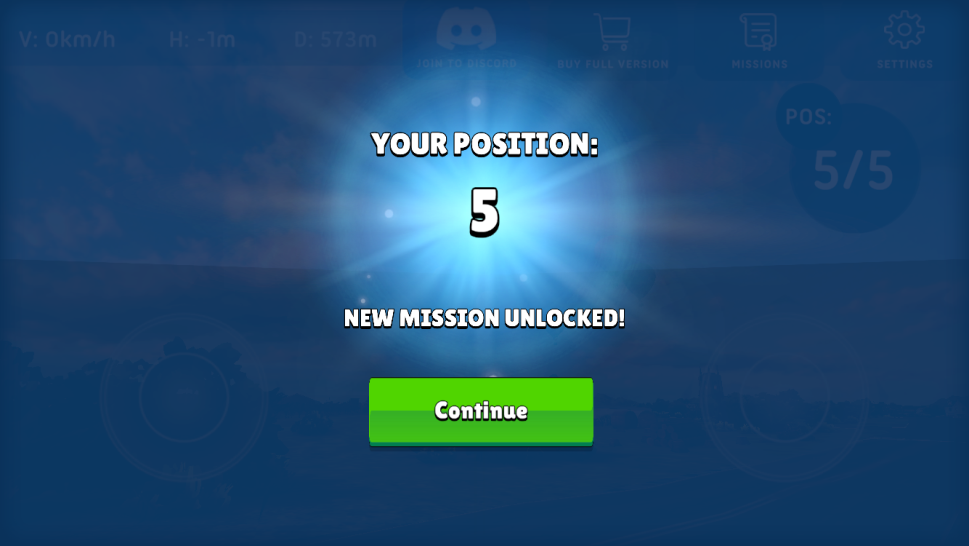 V: 0km/h H: -1m D: 573m
JOIN TO DISCORD BUY FULL VERSION MISSIONS SETTINGS
POS:
5/5
YOUR POSITION:
5
NEW MISSION UNLOCKED!
Continue